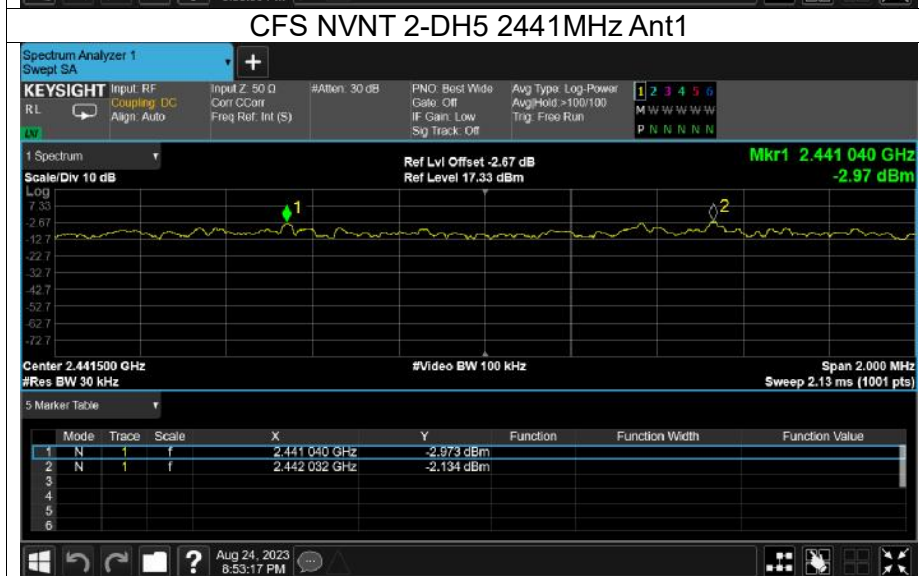 CFS NVNT 2-DH5 2441MHz Ant1
Spectrum Analyzer 1
Swept SA
+
KEYSIGHT Input: RF Input Z: 50 Ω #Atten: 30 dB PNO: Best Wide Avg Type: Log-Power 1 2 3 4 5 6
RL Coupling: DC Corr CCorr Gate: Off Avg|Hold:>100/100 M W W W W W
Align: Auto Freq Ref: Int (S) IF Gain: Low Trig: Free Run
Sig Track: Off P N N N N N
LXI
1 Spectrum Ref Lvl Offset -2.67 dB Mkr1 2.441 040 GHz
Scale/Div 10 dB Ref Level 17.33 dBm -2.97 dBm
Log
7.33
-2.67
-12.7
-22.7
-32.7
-42.7
-52.7
-62.7
-72.7
1
2
Center 2.441500 GHz #Video BW 100 kHz Span 2.000 MHz
#Res BW 30 kHz Sweep 2.13 ms (1001 pts)
5 Marker Table
Mode Trace Scale X Y Function Function Width Function Value
1 N 1 f 2.441 040 GHz -2.973 dBm
2 N 1 f 2.442 032 GHz -2.134 dBm
3
4
5
6
? Aug 24, 2023
8:53:17 PM